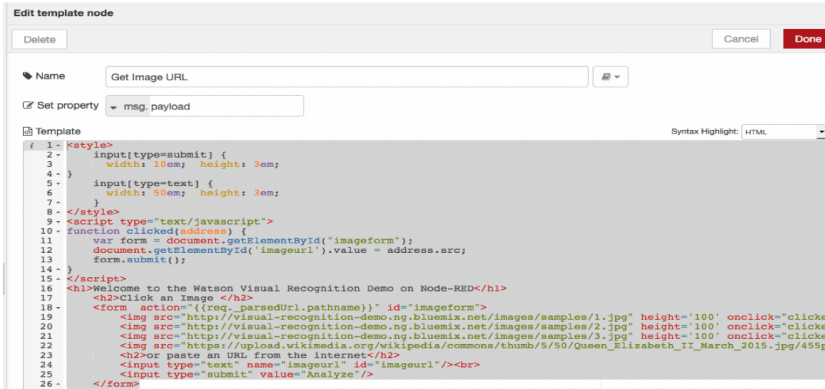 Edit template node
Delete
Cancel
Done
Name
Get Image URL
Set property
msg. payload
Template
Syntax Highlight: HTML
i 1 <style>
2 input[type=submit] {
3 width: 10em; height: 3em;
4 }
5 input[type=text] {
6 width: 50em; height: 3em;
7 }
8 </style>
9 <script type="text/javascript">
10 function clicked(address) {
11 var form = document.getElementById("imageform");
12 document.getElementById('imageurl').value = address.src;
13 form.submit();
14 }
15 </script>
16 <h1>Welcome to the Watson Visual Recognition Demo on Node-RED</h1>
17 <h2>Click an Image </h2>
18 <form action="{{req._parsedUrl.pathname}}" id="imageform">
19 <img src="http://visual-recognition-demo.ng.bluemix.net/images/samples/1.jpg" height='100' onclick="clicke
20 <img src="http://visual-recognition-demo.ng.bluemix.net/images/samples/2.jpg" height='100' onclick="clicke
21 <img src="http://visual-recognition-demo.ng.bluemix.net/images/samples/3.jpg" height='100' onclick="clicke
22 <img src="https://upload.wikimedia.org/wikipedia/commons/thumb/5/50/Queen_Elizabeth_II_March_2015.jpg/455p
23 <h2>or paste an URL from the internet</h2>
24 <input type="text" name="imageurl" id="imageurl"/><br>
25 <input type="submit" value="Analyze"/>
26 </form>